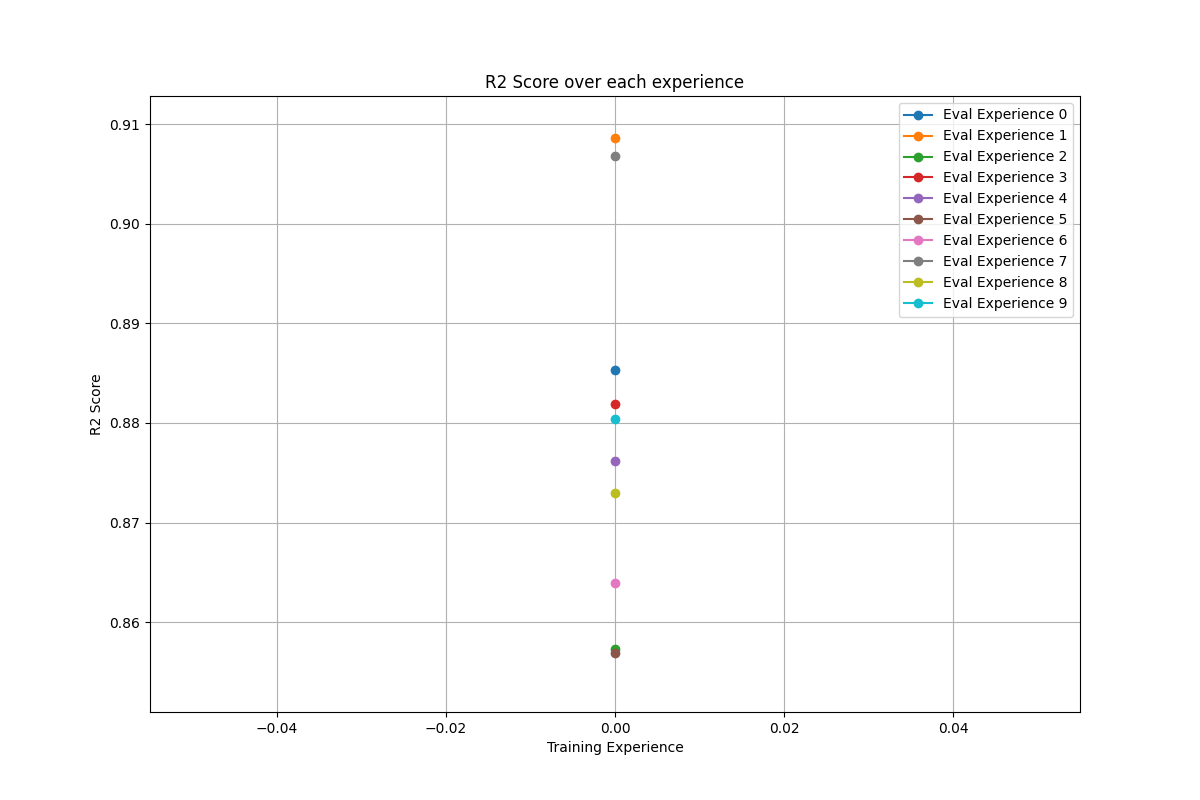 R2 Score over each experience
0.91
0.90
0.89
0.88
0.87
0.86
R2 Score
Eval Experience 0
Eval Experience 1
Eval Experience 2
Eval Experience 3
Eval Experience 4
Eval Experience 5
Eval Experience 6
Eval Experience 7
Eval Experience 8
Eval Experience 9
−0.04
−0.02
0.00
0.02
0.04
Training Experience